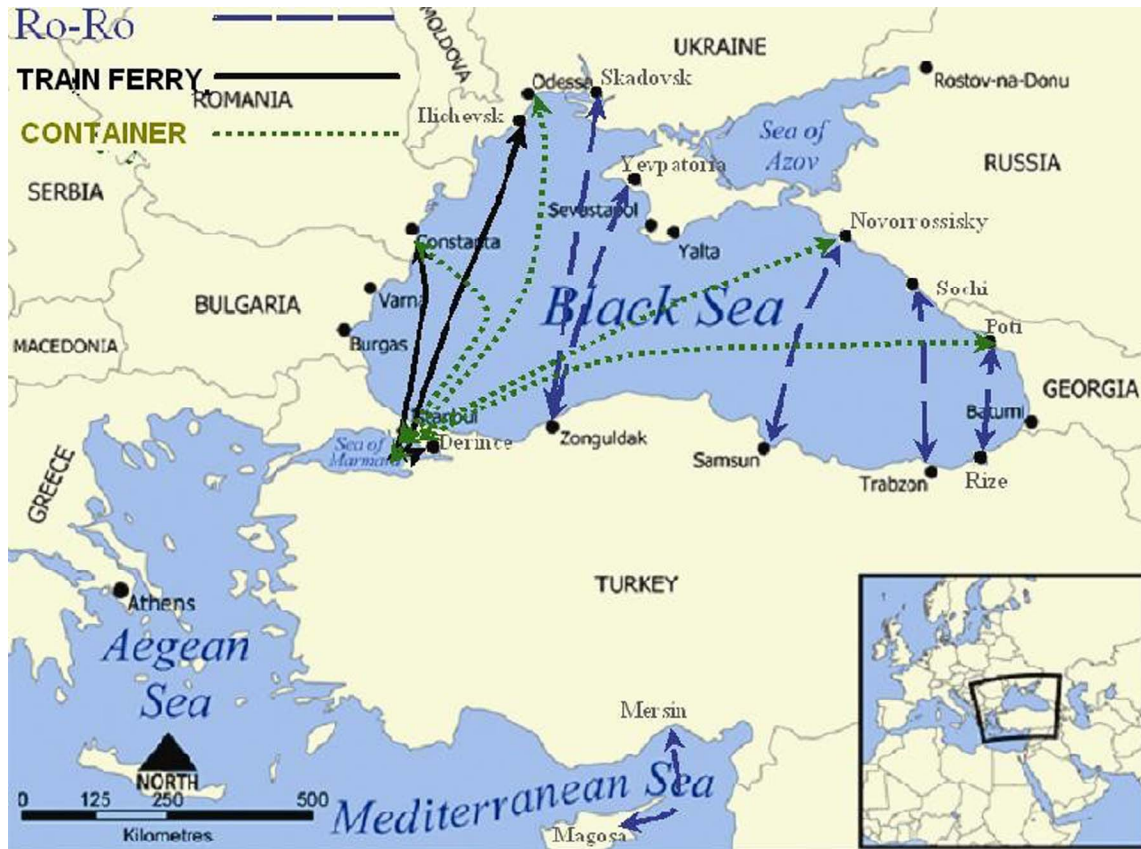 Ro-Ro
TRAIN FERRY
CONTAINER
MOLDOVA
UKRAINE
ROMANIA
Odessa
Skadovsk
Rostov-na-Donu
Ilichevsk
Sea of
Azov
RUSSIA
SERBIA
Yevpatoria
Sevastapol
Novorrossisky
Constanta
Yalta
BULGARIA
Varna
Black Sea
Sochi
Burgas
MACEDONIA
Poti
GEORGIA
Istanbul
Batumi
Sea of
Marmara
Derince
Zonguldak
Samsun
Trabzon
Rize
GREECE
TURKEY
Athens
Aegean
Sea
Mersin
NORTH
0 125 250 500
Kilometres
Mediterranean Sea
Magosa